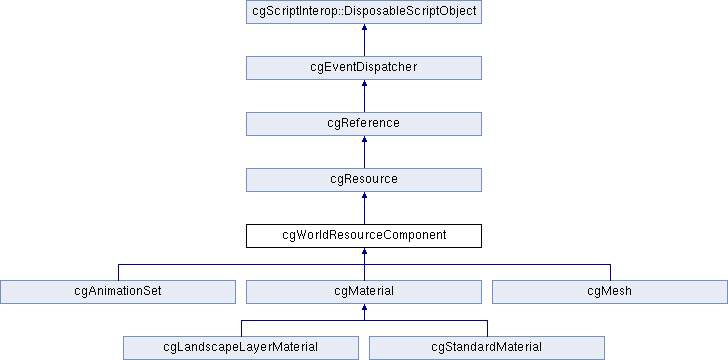 cgScriptInterop::DisposableScriptObject
cgEventDispatcher
cgReference
cgResource
cgWorldResourceComponent
cgAnimationSet
cgMaterial
cgMesh
cgLandscapeLayerMaterial
cgStandardMaterial